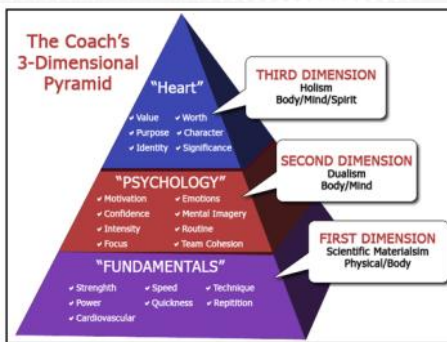 The Coach's
3-Dimensional
Pyramid
"Heart"
✓ Value ✓ Worth
✓ Purpose ✓ Character
✓ Identity ✓ Significance
THIRD DIMENSION
Holism
Body/Mind/Spirit
"PSYCHOLOGY"
✓ Motivation ✓ Emotions
✓ Confidence ✓ Mental Imagery
✓ Intensity ✓ Routine
✓ Focus ✓ Team Cohesion
SECOND DIMENSION
Dualism
Body/Mind
"FUNDAMENTALS"
✓ Strenghth ✓ Speed ✓ Technique
✓ Power ✓ Quickness ✓ Repitition
✓ Cardiovascular
FIRST DIMENSION
Scientific Materialsim
Physical/Body